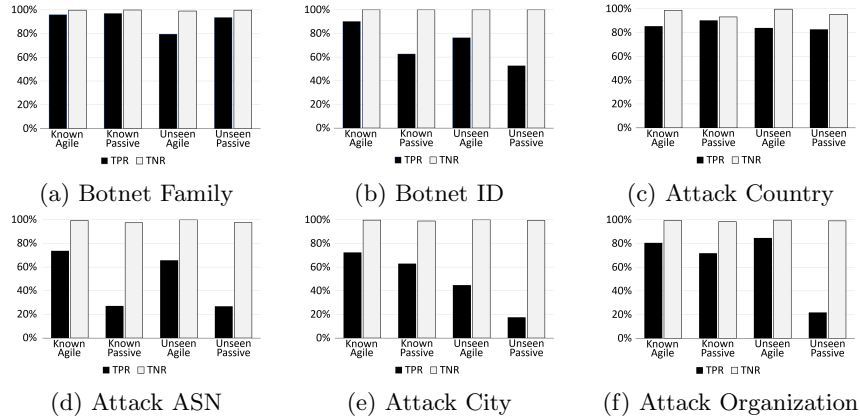 100%
80%
60%
40%
20%
0%
Known Agile
Known Passive
Unseen Agile
Unseen Passive
■ TPR □ TNR
(a) Botnet Family
100%
80%
60%
40%
20%
0%
Known Agile
Known Passive
Unseen Agile
Unseen Passive
■ TPR □ TNR
(b) Botnet ID
100%
80%
60%
40%
20%
0%
Known Agile
Known Passive
Unseen Agile
Unseen Passive
■ TPR □ TNR
(c) Attack Country
100%
80%
60%
40%
20%
0%
Known Agile
Known Passive
Unseen Agile
Unseen Passive
■ TPR □ TNR
(d) Attack ASN
100%
80%
60%
40%
20%
0%
Known Agile
Known Passive
Unseen Agile
Unseen Passive
■ TPR □ TNR
(e) Attack City
100%
80%
60%
40%
20%
0%
Known Agile
Known Passive
Unseen Agile
Unseen Passive
■ TPR □ TNR
(f) Attack Organization